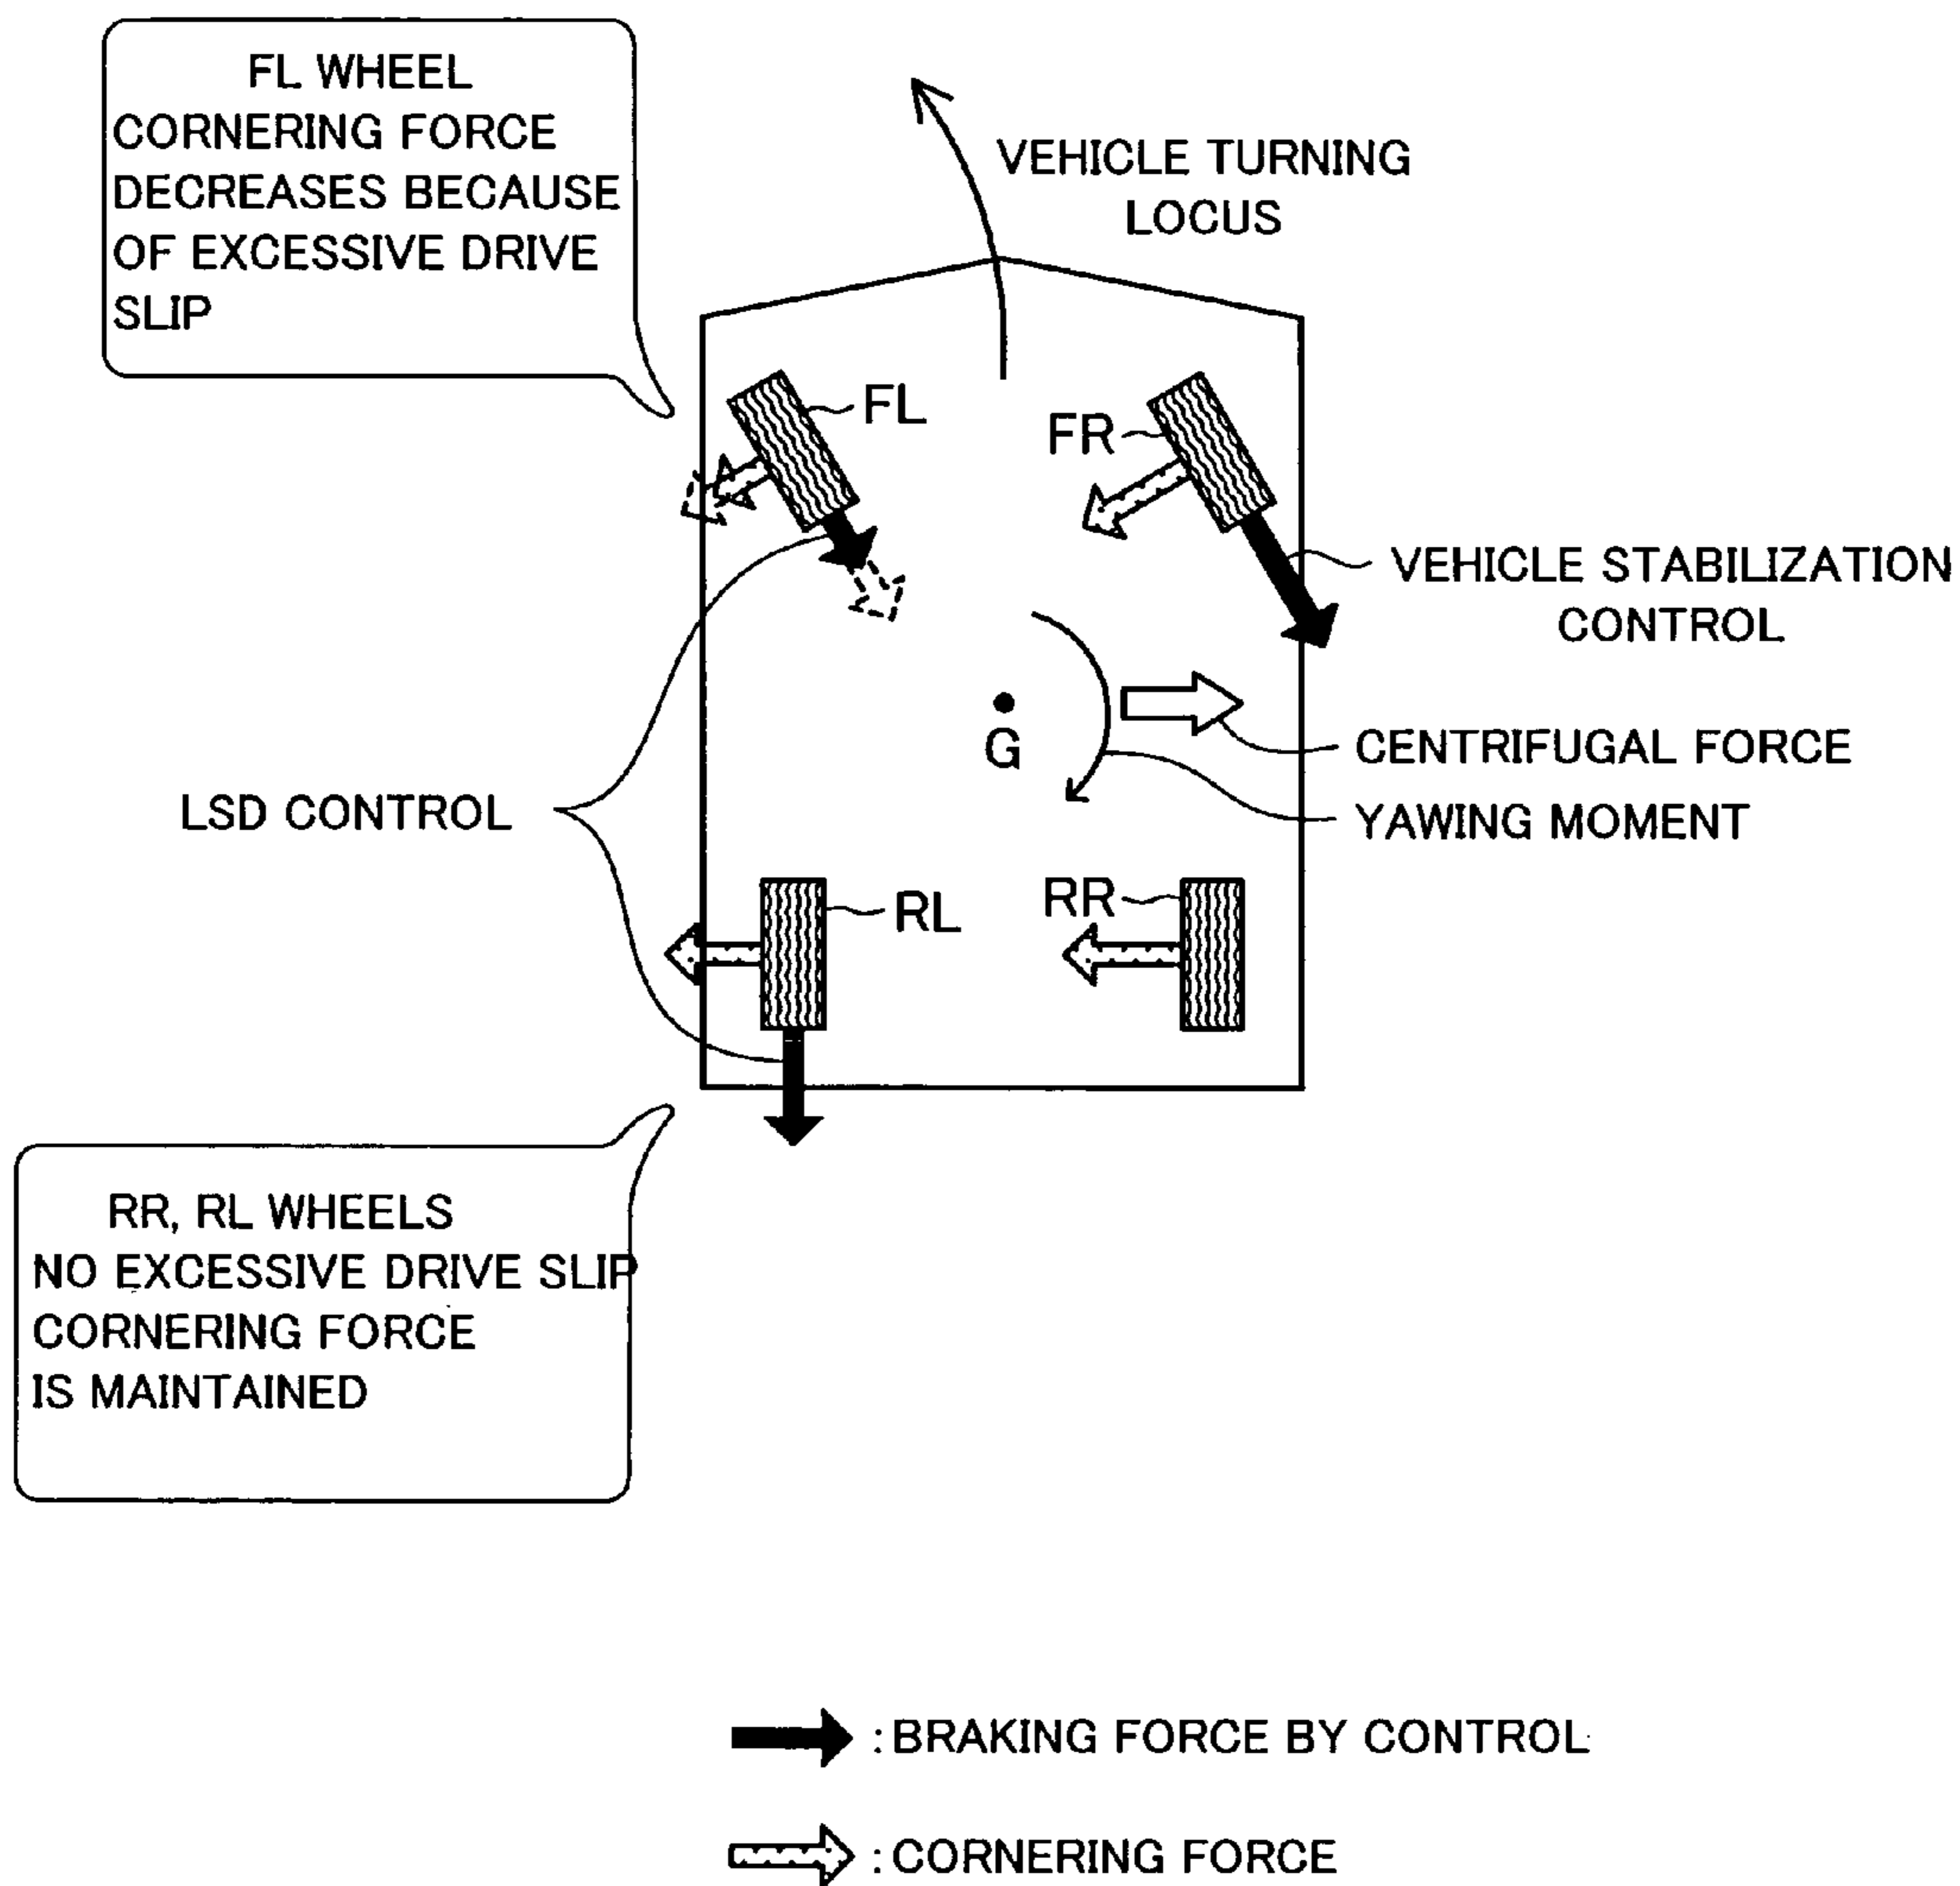 FL WHEEL
CORNERING FORCE
DECREASES BECAUSE
OF EXCESSIVE DRIVE
SLIP
VEHICLE TURNING
LOCUS
FL
FR
VEHICLE STABILIZATION
CONTROL
G
CENTRIFUGAL FORCE
LSD CONTROL
YAWING MOMENT
RL
RR
RR, RL WHEELS
NO EXCESSIVE DRIVE SLIP
CORNERING FORCE
IS MAINTAINED
: BRAKING FORCE BY CONTROL
: CORNERING FORCE